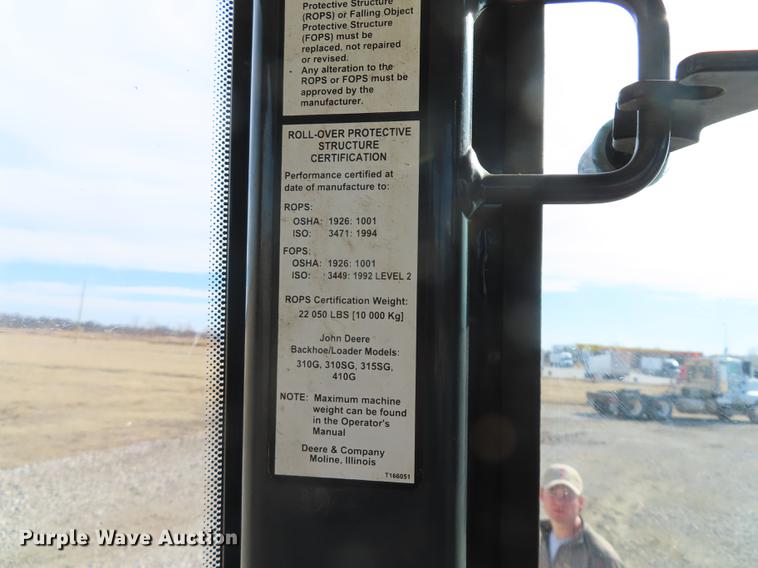 Protective Structure
(ROPS) or Falling Object
Protective Structure
(FOPS) must be
replaced, not repaired
or revised.
- Any alteration to the
ROPS or FOPS must be
approved by the
manufacturer.
ROLL-OVER PROTECTIVE
STRUCTURE
CERTIFICATION
Performance certified at
date of manufacture to:
ROPS:
OSHA: 1926: 1001
ISO: 3471: 1994
FOPS:
OSHA: 1926: 1001
ISO: 3449: 1992 LEVEL 2
ROPS Certification Weight:
22 050 LBS [10 000 Kg]
John Deere
Backhoe/Loader Models:
310G, 310SG, 315SG,
410G
NOTE: Maximum machine
weight can be found
in the Operator's
Manual
Deere & Company
Moline, Illinois
T166051
Purple Wave Auction